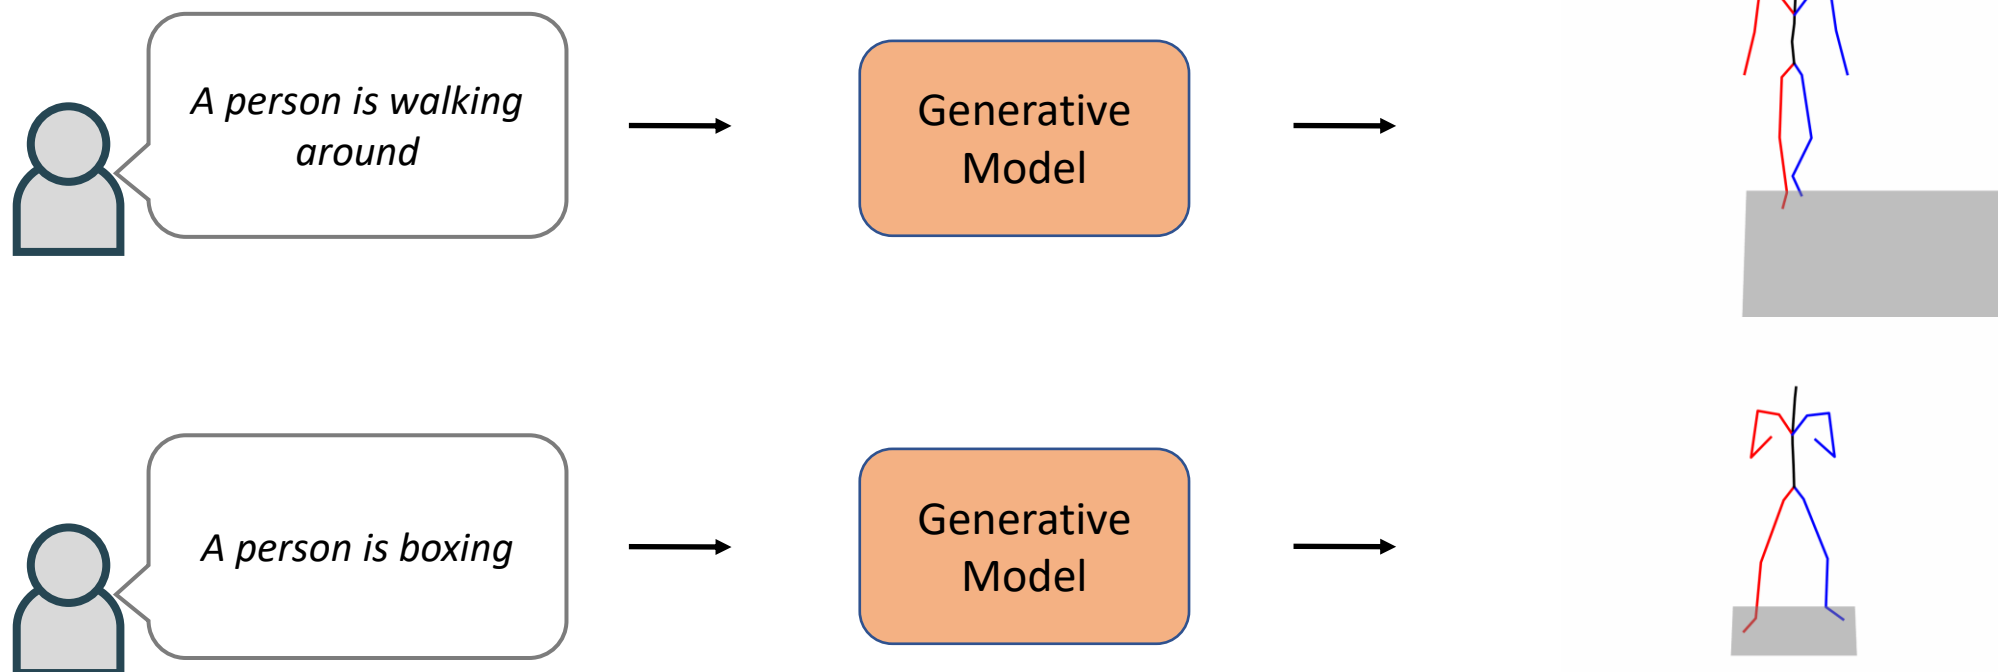 A person is walking
around
Generative
Model
A person is boxing
Generative
Model